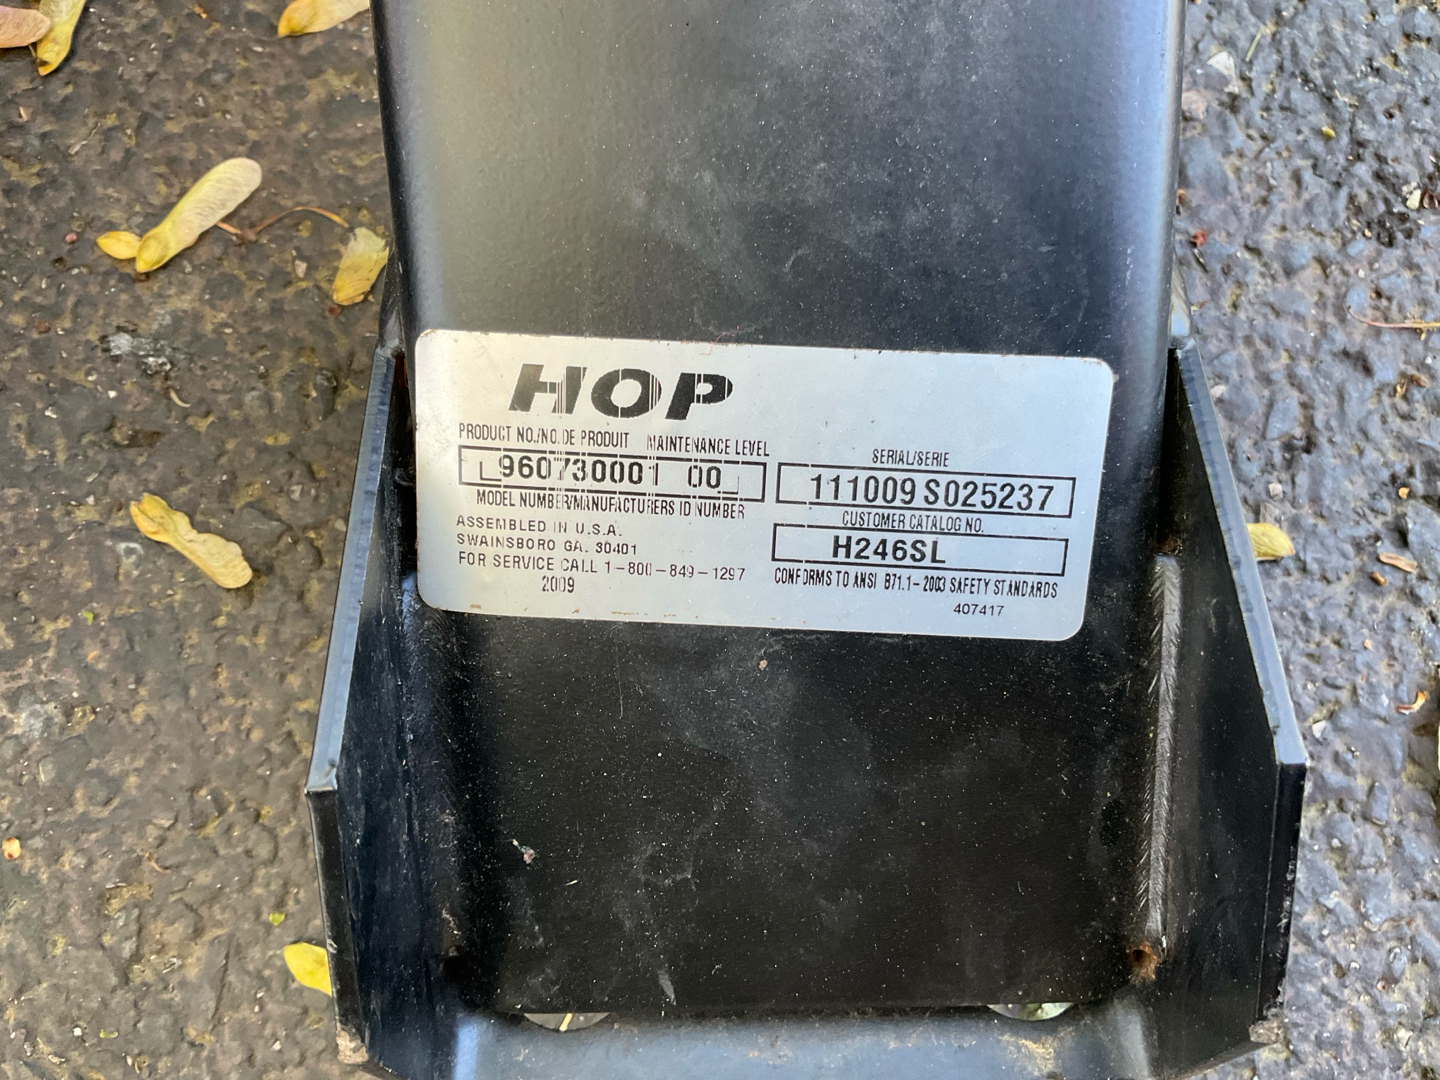 HOP
PRODUCT NO./NO. DE PRODUIT MAINTENANCE LEVEL
960730001 00
MODEL NUMBER/MANUFACTURERS ID NUMBER
ASSEMBLED IN U.S.A.
SWAINSBORO GA. 30401
FOR SERVICE CALL 1-800-849-1297
2009
SERIAL/SERIE
111009 S025237
CUSTOMER CATALOG NO.
H246SL
CONFORMS TO ANSI B71.1-2003 SAFETY STANDARDS
407417